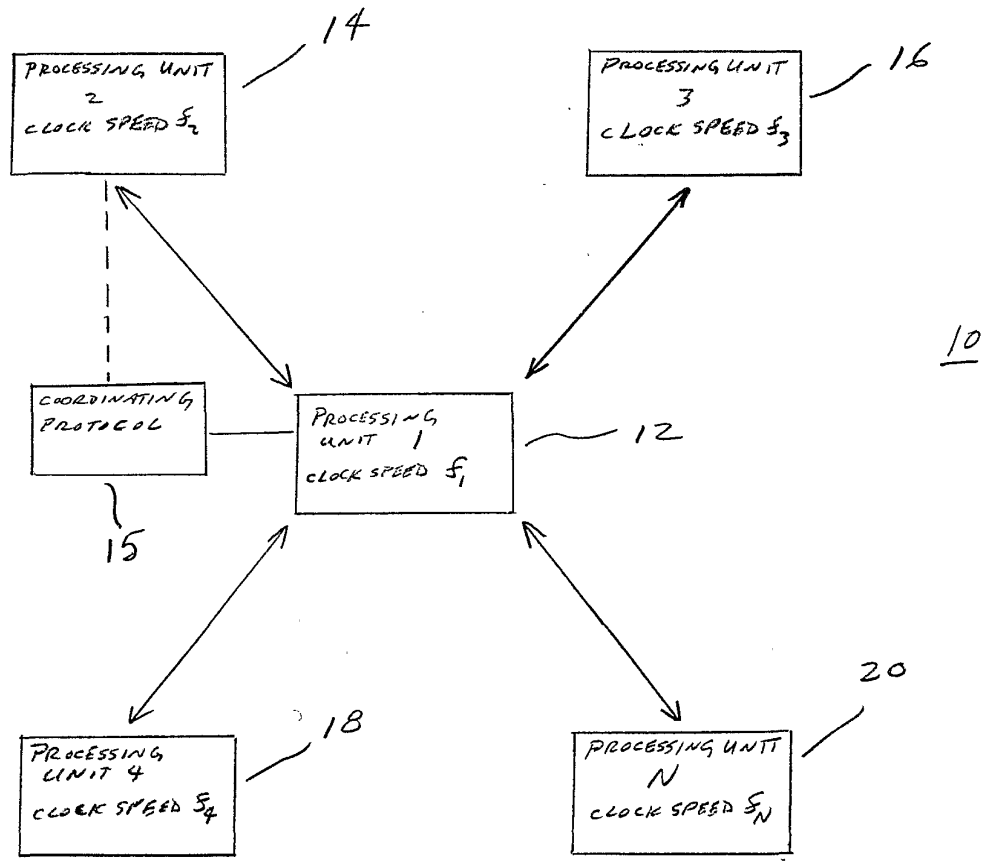 14
PROCESSING UNIT
2
CLOCK SPEED f2
16
PROCESSING UNIT
3
CLOCK SPEED f3
10
COORDINATING
PROTOCOL
15
PROCESSING
UNIT 1
CLOCK SPEED f1
12
18
PROCESSING
UNIT 4
CLOCK SPEED f4
20
PROCESSING UNIT
N
CLOCK SPEED fN